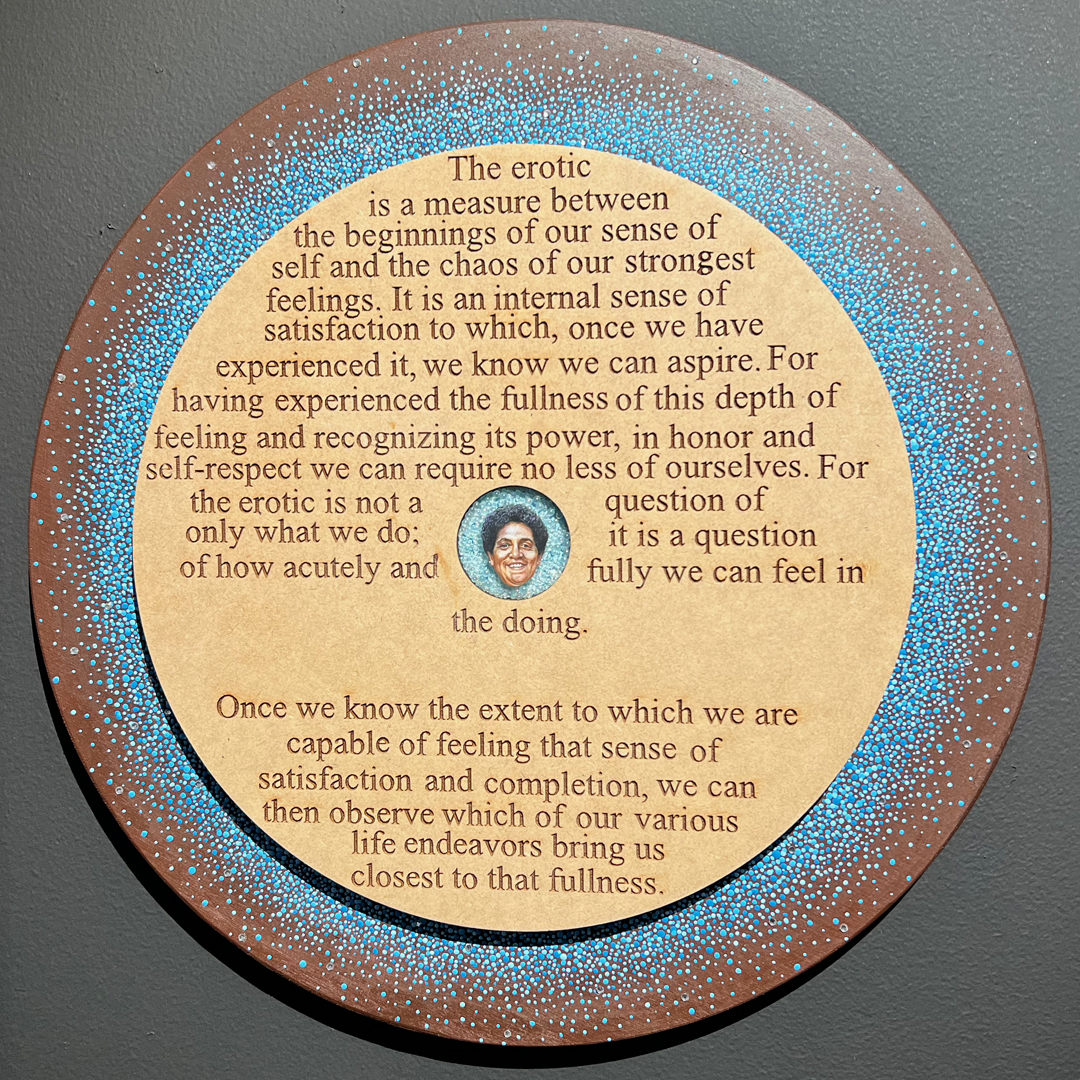 The erotic
is a measure between
the beginnings of our sense of
self and the chaos of our strongest
feelings. It is an internal sense of
satisfaction to which, once we have
experienced it, we know we can aspire. For
having experienced the fullness of this depth of
feeling and recognizing its power, in honor and
self-respect we can require no less of ourselves. For
the erotic is not a question of
only what we do; it is a question
of how acutely and fully we can feel in
the doing.
Once we know the extent to which we are
capable of feeling that sense of
satisfaction and completion, we can
then observe which of our various
life endeavors bring us
closest to that fullness.